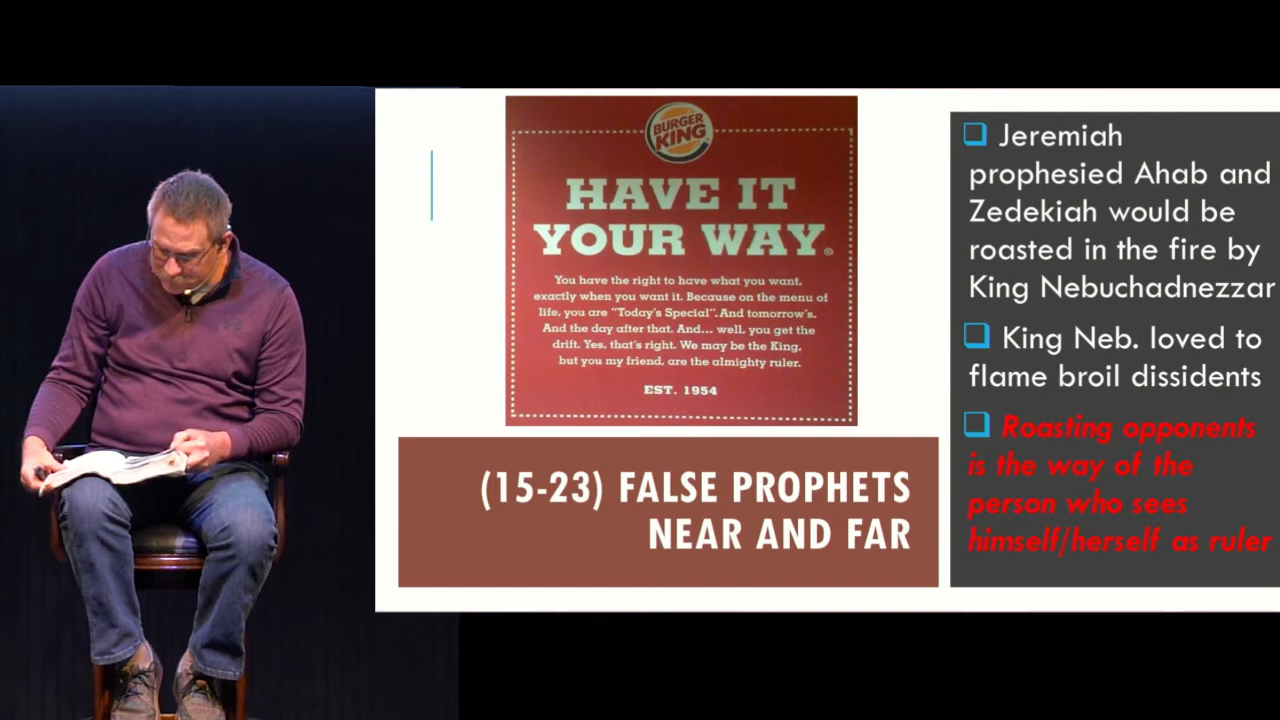 BURGER
KING
HAVE IT
YOUR WAY®
You have the right to have what you want,
exactly when you want it. Because on the menu of
life, you are "Today's Special". And tomorrow's.
And the day after that. And... well, you get the
drift. Yes, that's right. We may be the King,
but you my friend, are the almighty ruler.
EST. 1954
(15-23) FALSE PROPHETS
NEAR AND FAR
Jeremiah
prophesied Ahab and
Zedekiah would be
roasted in the fire by
King Nebuchadnezzar
King Neb. loved to
flame broil dissidents
Roasting opponents
is the way of the
person who sees
himself/herself as ruler